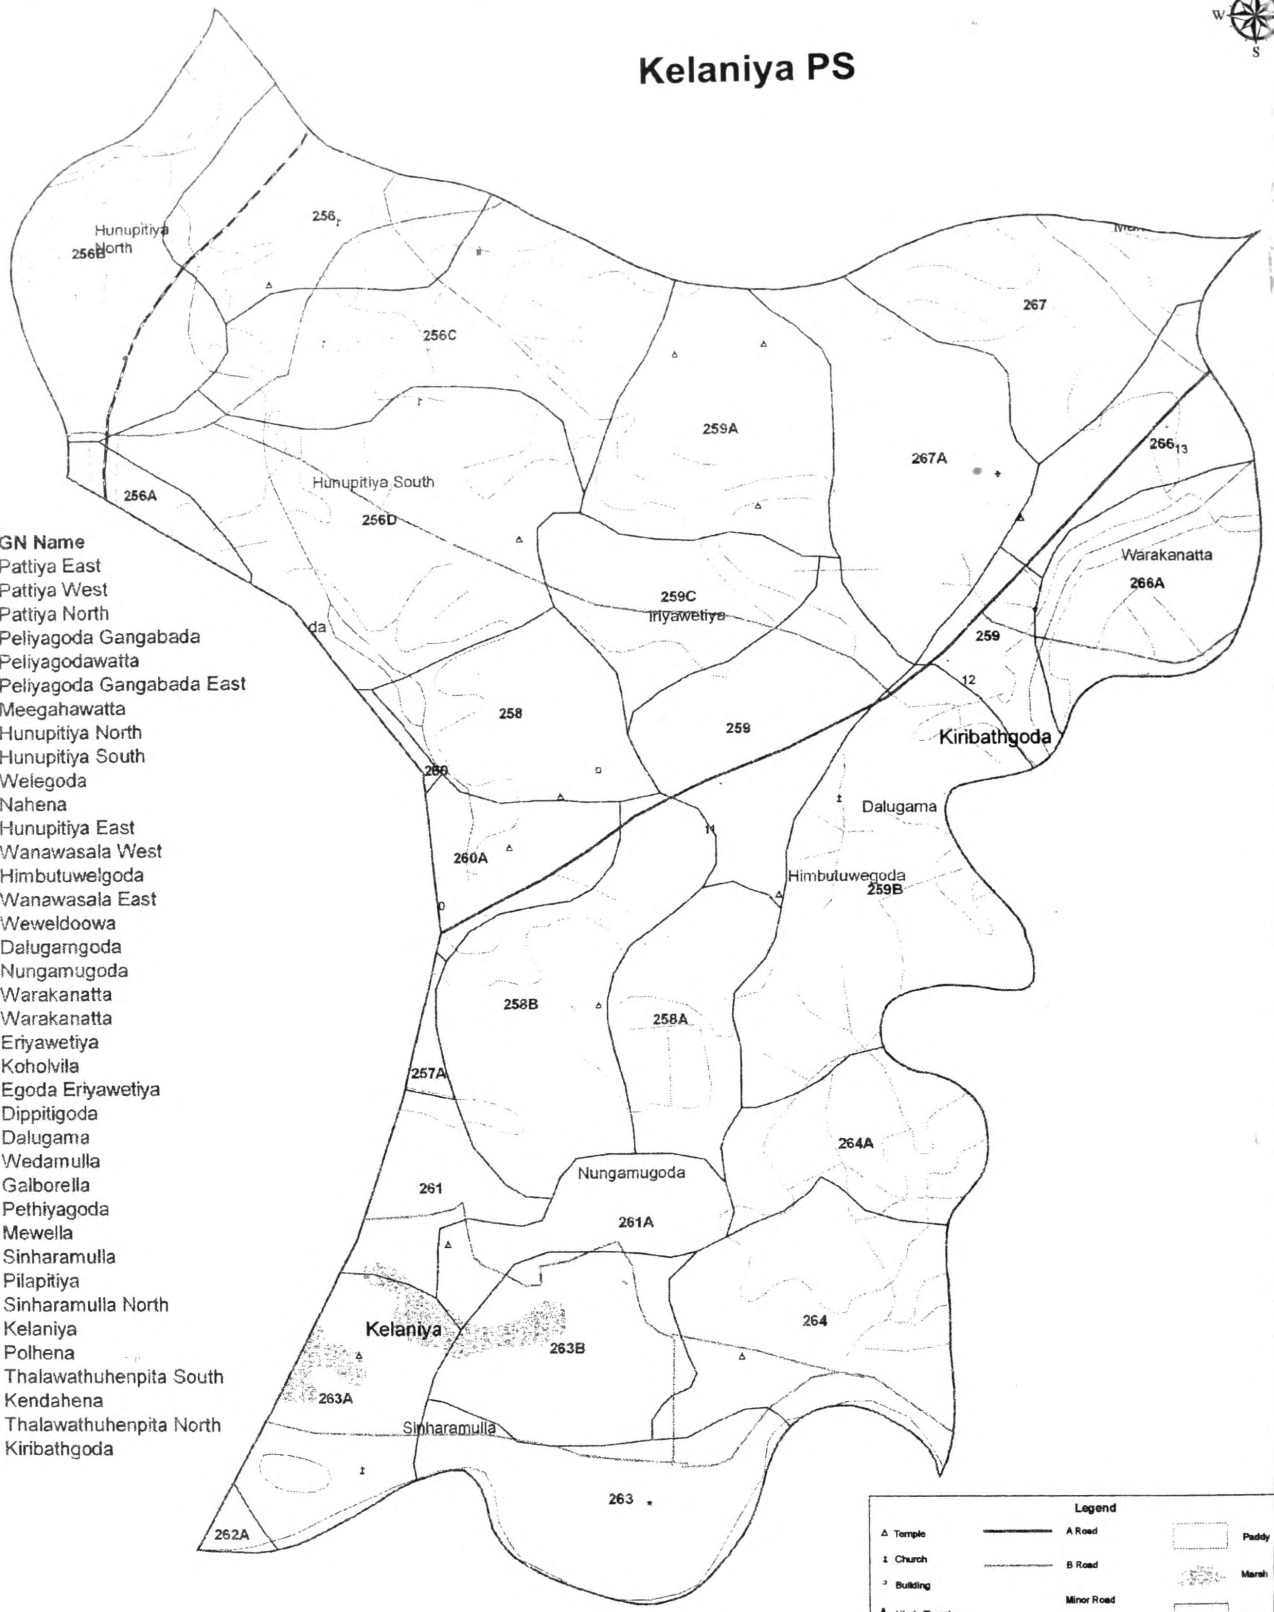 W
S
Kelaniya PS
256
Hunupitiya
North
256B
267
256C
259A
266
13
267A
Hunupitiya South
256A
256D
Warakanatta
266A
259C
Iriyawetiya
da
259
12
258
259
Kiribathgoda
260
Dalugama
11
260A
Himbutuwegoda
259B
0
258B
258A
257A
264A
Nungamugoda
261
261A
264
Kelaniya
263B
263A
Sinharamulla
263
262A
GN Name
Pattiya East
Pattiya West
Pattiya North
Peliyagoda Gangabada
Peliyagodawatta
Peliyagoda Gangabada East
Meegahawatta
Hunupitiya North
Hunupitiya South
Welegoda
Nahena
Hunupitiya East
Wanawasala West
Himbutuwelgoda
Wanawasala East
Weweldoowa
Dalugamgoda
Nungamugoda
Warakanatta
Warakanatta
Eriyawetiya
Koholvila
Egoda Eriyawetiya
Dippitigoda
Dalugama
Wedamulla
Galborella
Pethiyagoda
Mewella
Sinharamulla
Pilapitiya
Sinharamulla North
Kelaniya
Polhena
Thalawathuhenpita South
Kendahena
Thalawathuhenpita North
Kiribathgoda
Legend
Temple
A Road
Paddy
Church
B Road
Marsh
Building
Minor Road